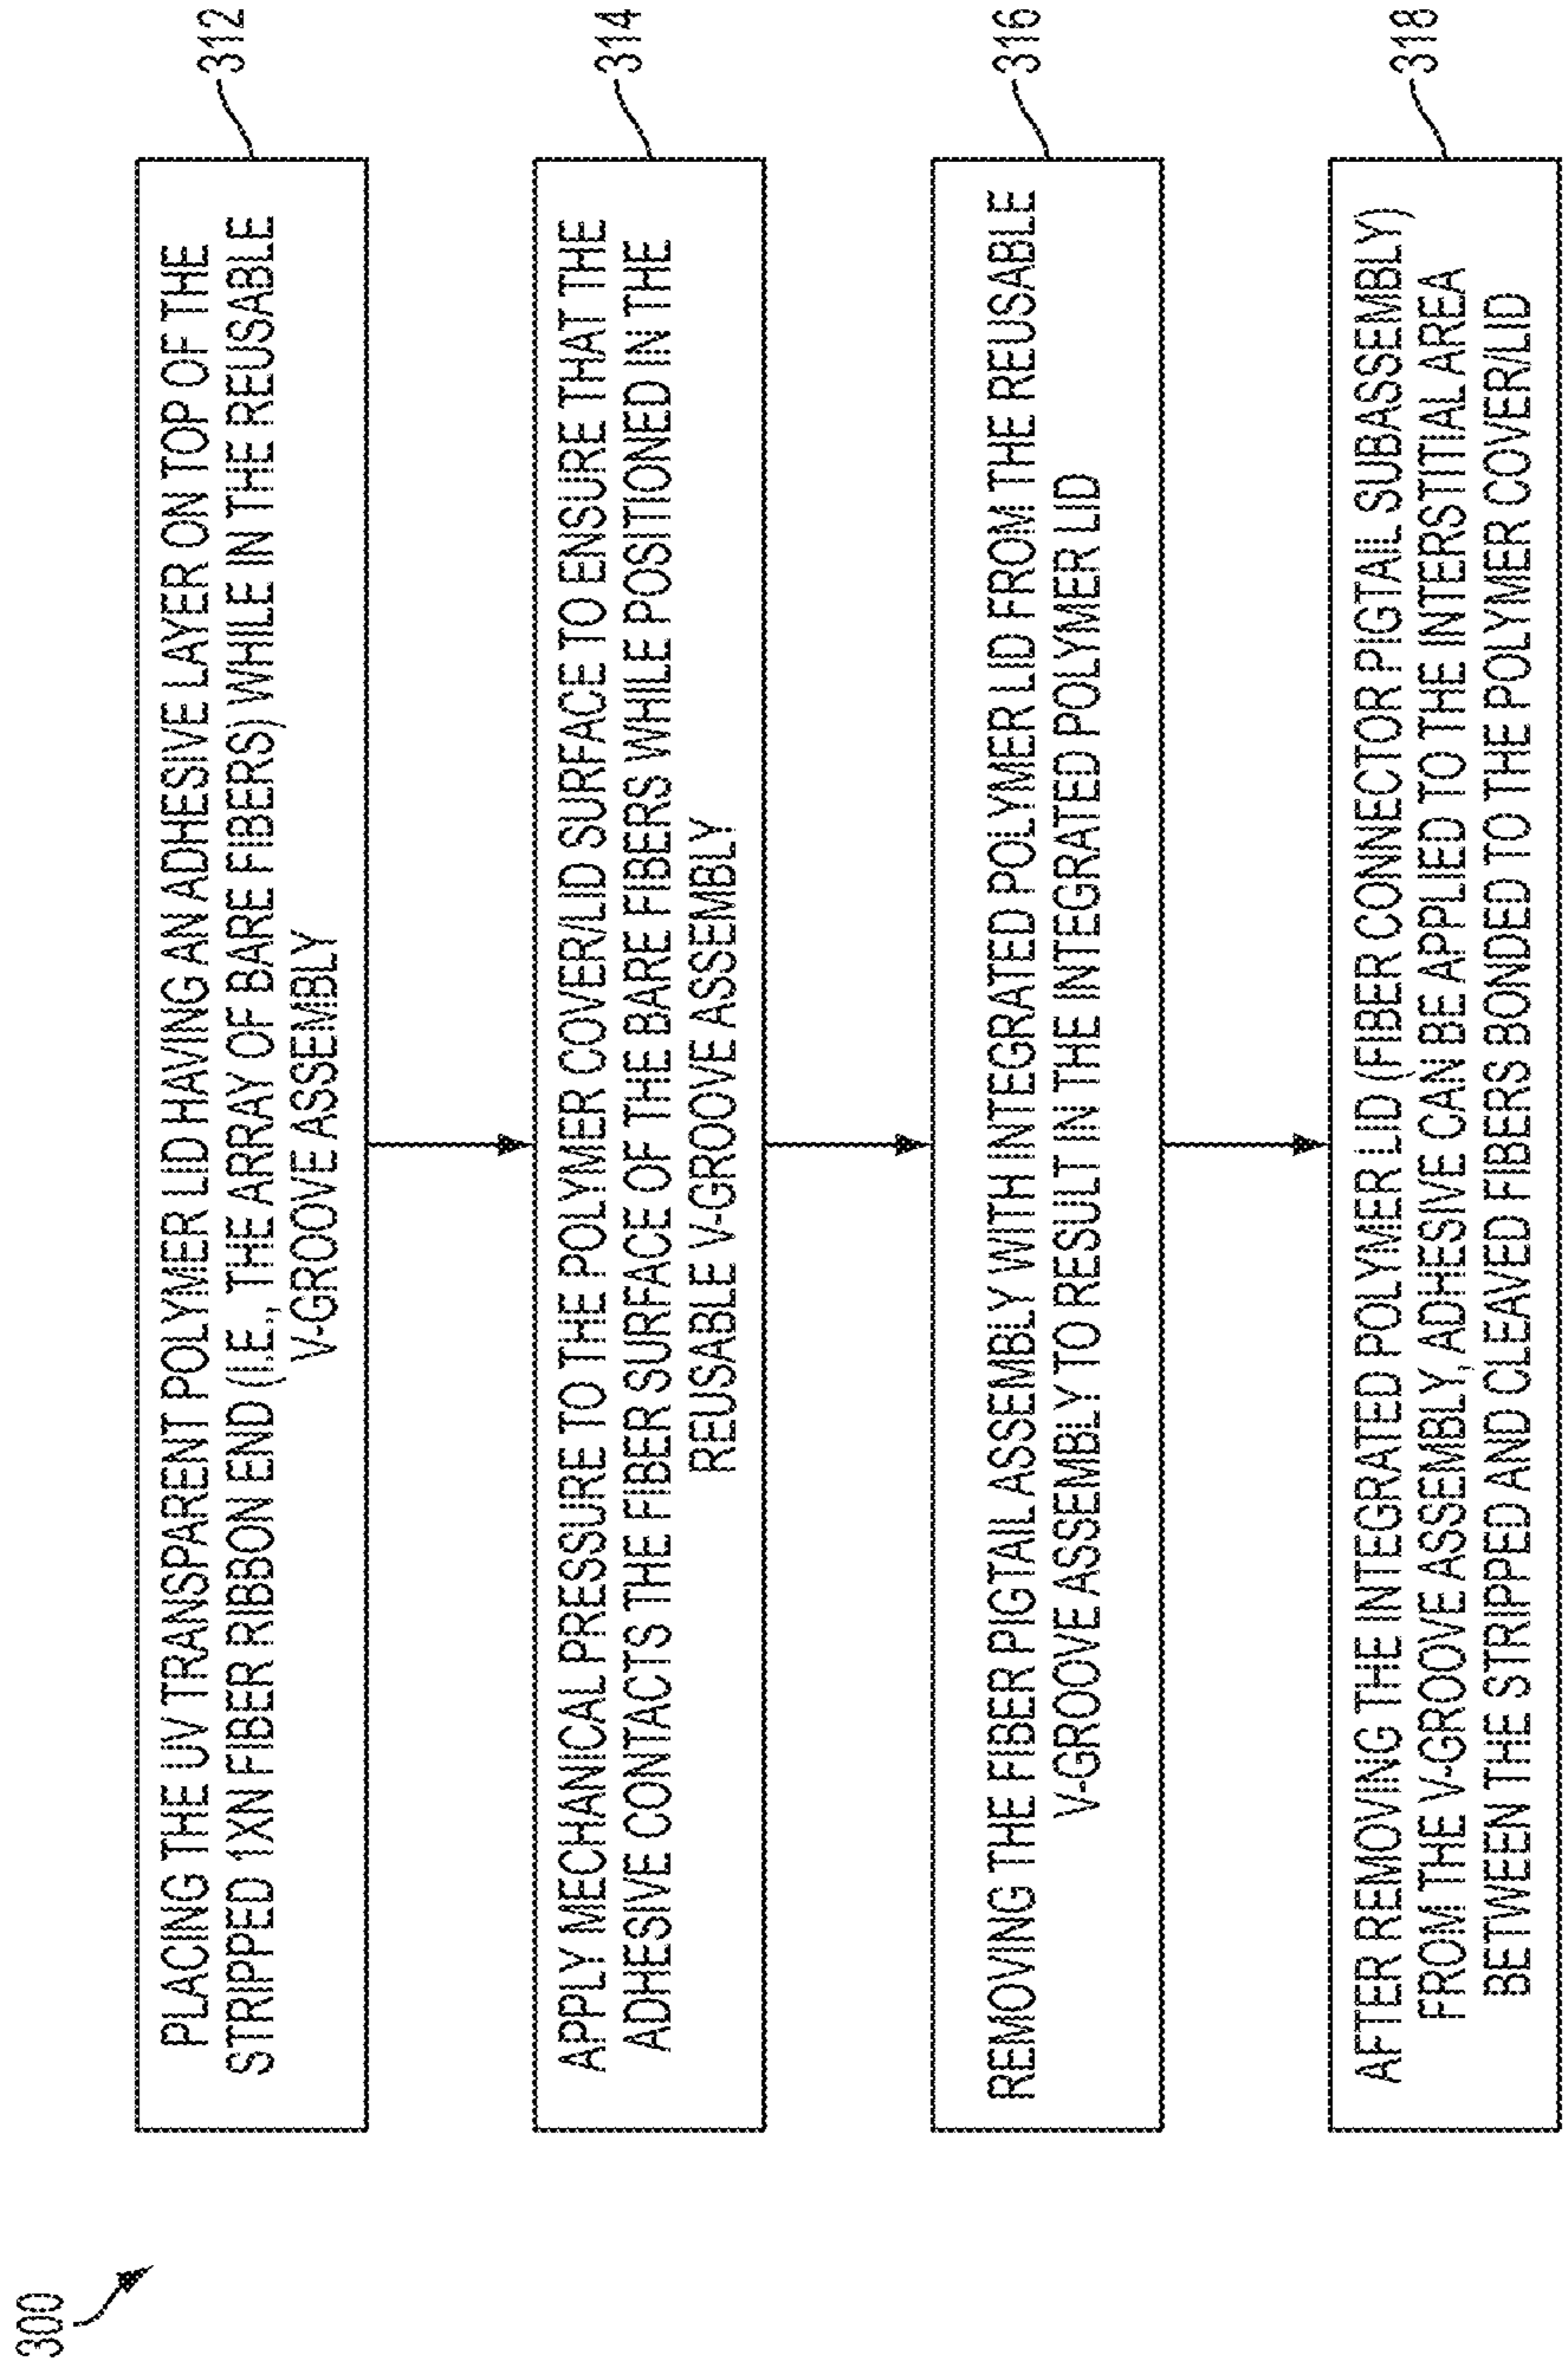 300
PLACING THE UV TRANSPARENT POLYMER LID HAVING AN ADHESIVE LAYER ON TOP OF THE
STRIPPED 1XN FIBER RIBBON END (I.E., THE ARRAY OF BARE FIBERS) WHILE IN THE REUSABLE
V-GROOVE ASSEMBLY
312
APPLY MECHANICAL PRESSURE TO THE POLYMER COVER/LID SURFACE TO ENSURE THAT THE
ADHESIVE CONTACTS THE FIBER SURFACE OF THE BARE FIBERS WHILE POSITIONED IN THE
REUSABLE V-GROOVE ASSEMBLY
314
REMOVING THE FIBER PIGTAIL ASSEMBLY WITH INTEGRATED POLYMER LID FROM THE REUSABLE
V-GROOVE ASSEMBLY TO RESULT IN THE INTEGRATED POLYMER LID
316
AFTER REMOVING THE INTEGRATED POLYMER LID (FIBER CONNECTOR PIGTAIL SUBASSEMBLY)
FROM THE V-GROOVE ASSEMBLY, ADHESIVE CAN BE APPLIED TO THE INTERSTITIAL AREA
BETWEEN THE STRIPPED AND CLEAVED FIBERS BONDED TO THE POLYMER COVER/LID
318